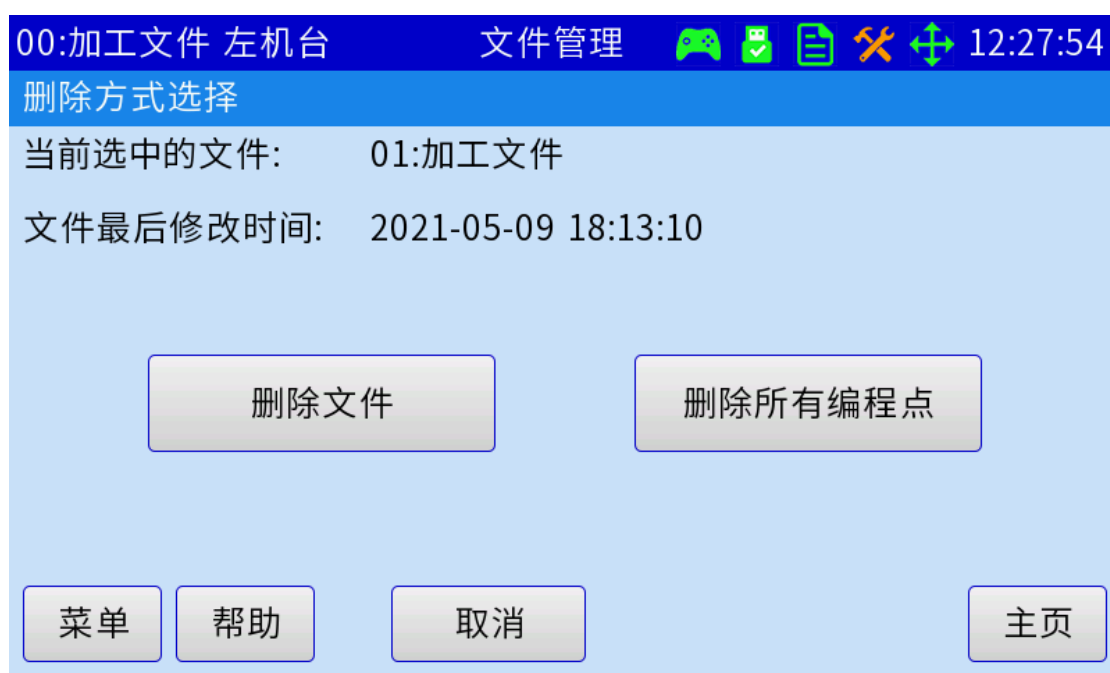 00:加工文件 左机台 文件管理 12:27:54
删除方式选择
当前选中的文件: 01:加工文件
文件最后修改时间: 2021-05-09 18:13:10
删除文件 删除所有编程点
菜单 帮助 取消 主页